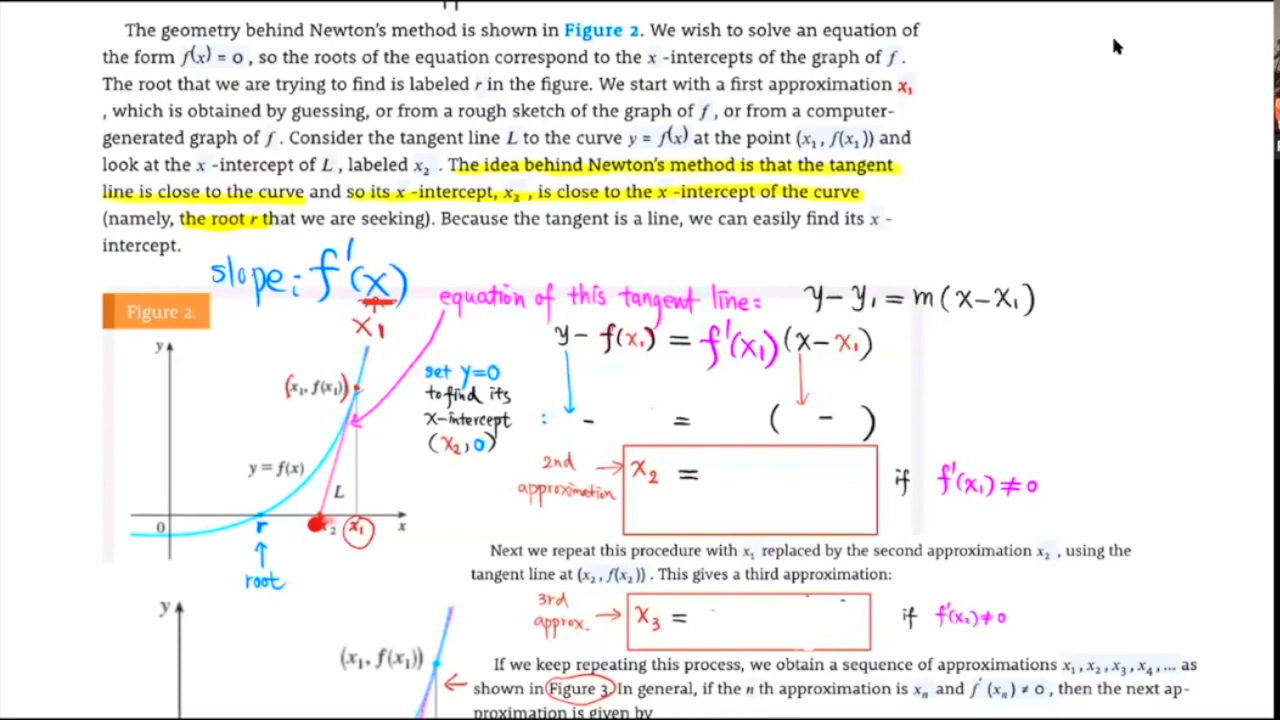 The geometry behind Newton's method is shown in Figure 2. We wish to solve an equation of
the form f(x) = 0 , so the roots of the equation correspond to the x -intercepts of the graph of f .
The root that we are trying to find is labeled r in the figure. We start with a first approximation x₁
, which is obtained by guessing, or from a rough sketch of the graph of f , or from a computer-
generated graph of f . Consider the tangent line L to the curve y = f(x) at the point (x₁ , f(x₁)) and
look at the x -intercept of L , labeled x₂ . The idea behind Newton's method is that the tangent
line is close to the curve and so its x -intercept, x₂ , is close to the x -intercept of the curve
(namely, the root r that we are seeking). Because the tangent is a line, we can easily find its x -
intercept.
slope: f'(x)
x₁
equation of this tangent line: y - y₁ = m(x - x₁)
Figure 2.
y - f(x₁) = f'(x₁)(x - x₁)
y
(x₁, f(x₁))
set y=0
to find its
x-intercept : - = ( - )
(x₂, 0)
y = f(x)
L
2nd
approximation → x₂ = if f'(x₁) ≠ 0
0 r x₂ x₁ x
root
Next we repeat this procedure with x₁ replaced by the second approximation x₂ , using the
tangent line at (x₂ , f(x₂)) . This gives a third approximation:
3rd
approx. → x₃ = if f'(x₂) ≠ 0
y
(x₁, f(x₁))
If we keep repeating this process, we obtain a sequence of approximations x₁ , x₂ , x₃ , x₄ , ... as
shown in Figure 3. In general, if the n th approximation is xₙ and f' (xₙ) ≠ 0 , then the next ap-
proximation is given by